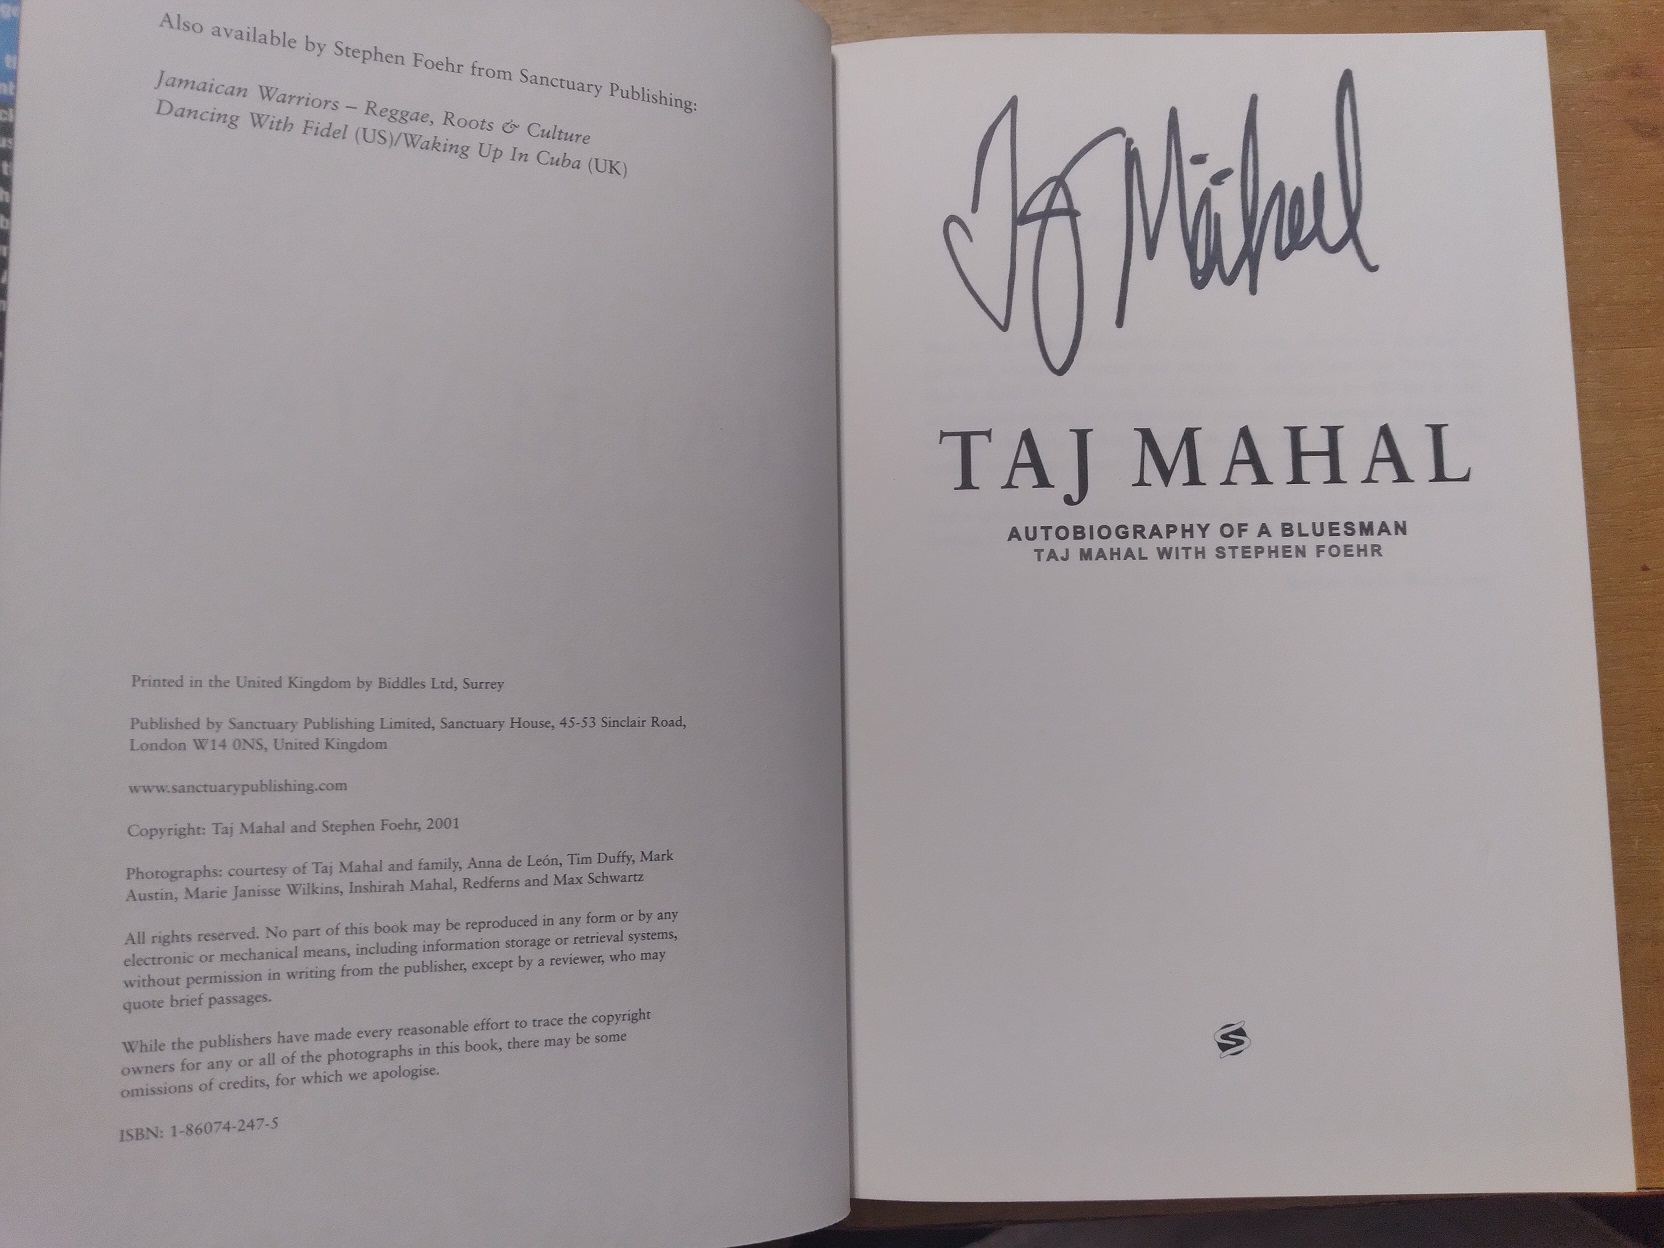 Also available by Stephen Foehr from Sanctuary Publishing:
Jamaican Warriors – Reggae, Roots & Culture
Dancing With Fidel (US)/Waking Up In Cuba (UK)
Printed in the United Kingdom by Biddles Ltd, Surrey
Published by Sanctuary Publishing Limited, Sanctuary House, 45-53 Sinclair Road,
London W14 0NS, United Kingdom
www.sanctuarypublishing.com
Copyright: Taj Mahal and Stephen Foehr, 2001
Photographs: courtesy of Taj Mahal and family, Anna de León, Tim Duffy, Mark
Austin, Marie Janisse Wilkins, Inshirah Mahal, Redferns and Max Schwartz
All rights reserved. No part of this book may be reproduced in any form or by any
electronic or mechanical means, including information storage or retrieval systems,
without permission in writing from the publisher, except by a reviewer, who may
quote brief passages.
While the publishers have made every reasonable effort to trace the copyright
owners for any or all of the photographs in this book, there may be some
omissions of credits, for which we apologise.
ISBN: 1-86074-247-5
Taj Mahal
TAJ MAHAL
AUTOBIOGRAPHY OF A BLUESMAN
TAJ MAHAL WITH STEPHEN FOEHR
S